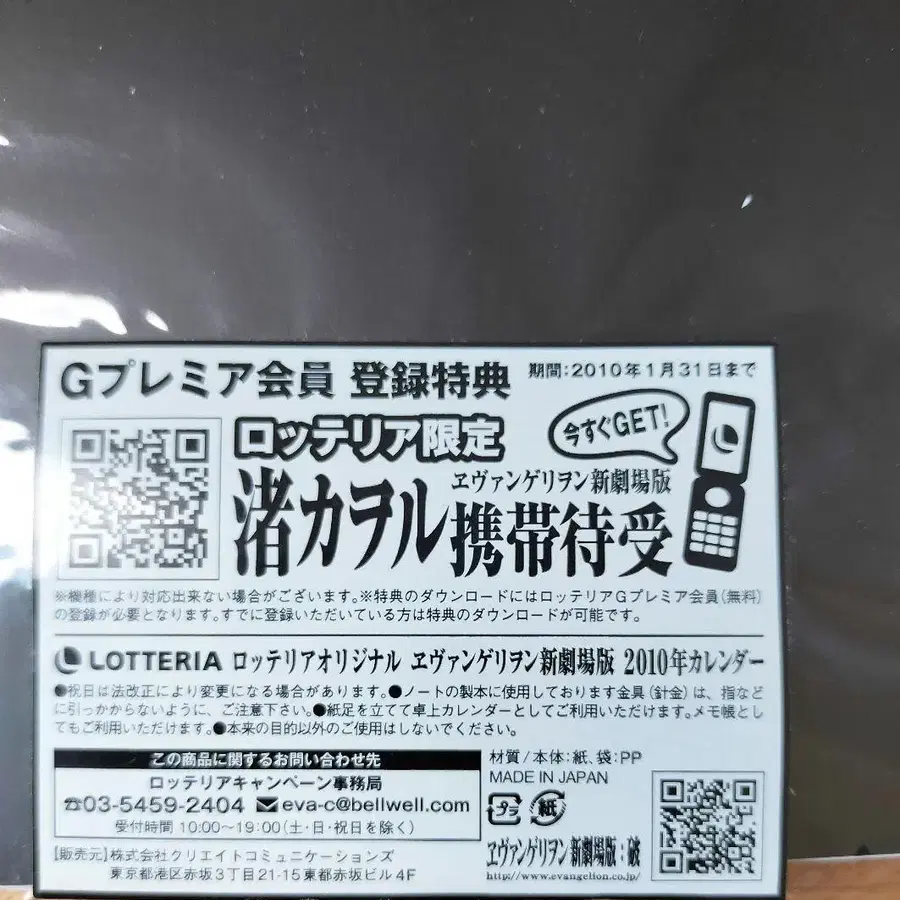 Gプレミア会員 登録特典 期間:2010年1月31日まで
ロッテリア限定
今すぐGET!
渚カヲル
ヱヴァンゲリヲン新劇場版
携帯待受
※機種により対応出来ない場合がございます。※特典のダウンロードにはロッテリアGプレミア会員(無料)
の登録が必要となります。すでに登録いただいている方は特典のダウンロードが可能です。
LOTTERIA ロッテリアオリジナル ヱヴァンゲリヲン新劇場版 2010年カレンダー
●祝日は法改正により変更になる場合があります。●ノートの製本に使用しております金具(針金)は、指など
に引っかからないように、ご注意下さい。●紙足を立てて卓上カレンダーとしてご利用いただけます。メモ帳とし
てもご利用いただけます。●本来の目的以外のご使用はしないでください。
この商品に関するお問い合わせ先
ロッテリアキャンペーン事務局
☎03-5459-2404 ✉eva-c@bellwell.com
受付時間 10:00〜19:00(土・日・祝日を除く)
【販売元】株式会社クリエイトコミュニケーションズ
東京都港区赤坂3丁目21-15東都赤坂ビル4F
材質/本体:紙、袋:PP
MADE IN JAPAN
プラ 紙
ヱヴァンゲリヲン新劇場版:破
http://www.evangelion.co.jp/